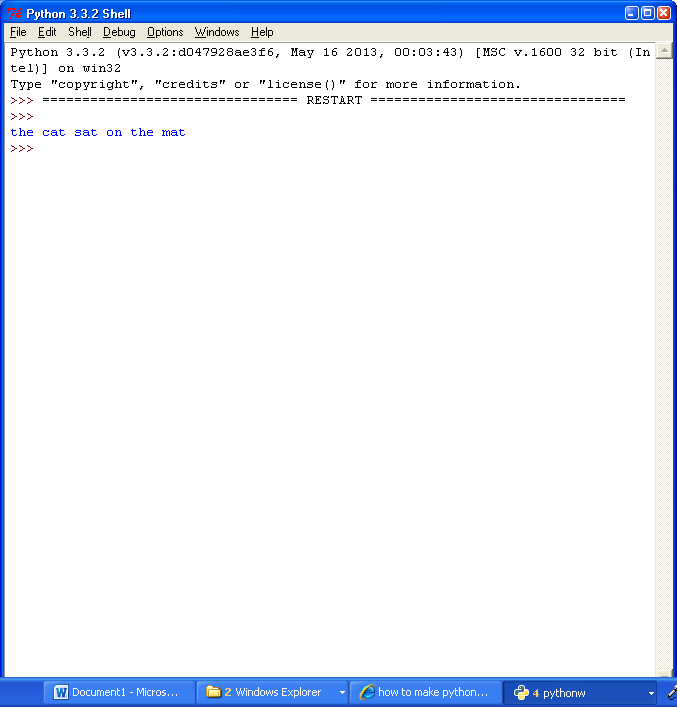 Python 3.3.2 Shell
File Edit Shell Debug Options Windows Help
Python 3.3.2 (v3.3.2:d047928ae3f6, May 16 2013, 00:03:43) [MSC v.1600 32 bit (In
tel)] on win32
Type "copyright", "credits" or "license()" for more information.
>>> ================================ RESTART ================================
>>>
the cat sat on the mat
>>>
Document1 - Micros... 2 Windows Explorer how to make python... 4 pythonw